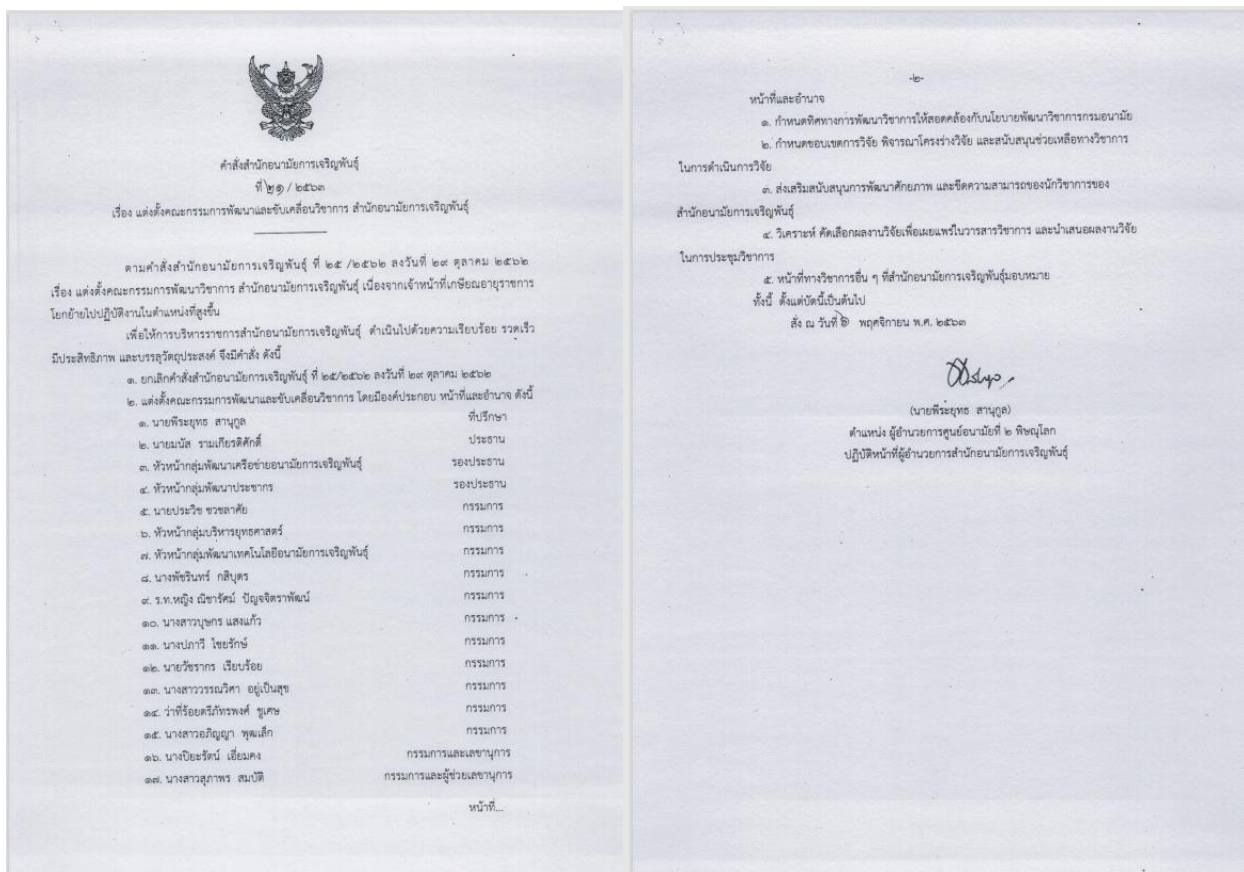 คำสั่งสำนักอนามัยการเจริญพันธุ์
ที่ ๒๑ / ๒๕๖๓
เรื่อง แต่งตั้งคณะกรรมการพัฒนาและขับเคลื่อนวิชาการ สำนักอนามัยการเจริญพันธุ์
ตามคำสั่งสำนักอนามัยการเจริญพันธุ์ ที่ ๒๕ /๒๕๖๒ ลงวันที่ ๒๙ ตุลาคม ๒๕๖๒
เรื่อง แต่งตั้งคณะกรรมการพัฒนาวิชาการ สำนักอนามัยการเจริญพันธุ์ เนื่องจากเจ้าหน้าที่เกษียณอายุราชการ
โยกย้ายไปปฏิบัติงานในตำแหน่งที่สูงขึ้น
เพื่อให้การบริหารราชการสำนักอนามัยการเจริญพันธุ์ ดำเนินไปด้วยความเรียบร้อย รวดเร็ว
มีประสิทธิภาพ และบรรลุวัตถุประสงค์ จึงมีคำสั่ง ดังนี้
๑. ยกเลิกคำสั่งสำนักอนามัยการเจริญพันธุ์ ที่ ๒๕/๒๕๖๒ ลงวันที่ ๒๙ ตุลาคม ๒๕๖๒
๒. แต่งตั้งคณะกรรมการพัฒนาและขับเคลื่อนวิชาการ โดยมีองค์ประกอบ หน้าที่และอำนาจ ดังนี้
๑. นายพีระยุทธ สานุกูล ที่ปรึกษา
๒. นายมนัส รามเกียรติศักดิ์ ประธาน
๓. หัวหน้ากลุ่มพัฒนาเครือข่ายอนามัยการเจริญพันธุ์ รองประธาน
๔. หัวหน้ากลุ่มพัฒนาประชากร รองประธาน
๕. นายประวิช ชวชลาศัย กรรมการ
๖. หัวหน้ากลุ่มบริหารยุทธศาสตร์ กรรมการ
๗. หัวหน้ากลุ่มพัฒนาเทคโนโลยีอนามัยการเจริญพันธุ์ กรรมการ
๘. นางพัชรินทร์ กสิบุตร กรรมการ
๙. ร.ท.หญิง ณิชารัศม์ ปัญจจิตราพัฒน์ กรรมการ
๑๐. นางสาวบุษกร แสงแก้ว กรรมการ
๑๑. นางปภาวี ไชยรักษ์ กรรมการ
๑๒. นายวัชรากร เรียบร้อย กรรมการ
๑๓. นางสาววรรณวิศา อยู่เป็นสุข กรรมการ
๑๔. ว่าที่ร้อยตรีภัทรพงศ์ ชูเศษ กรรมการ
๑๕. นางสาวอภิญญา พุฒเล็ก กรรมการ
๑๖. นางปิยะรัตน์ เอี่ยมคง กรรมการและเลขานุการ
๑๗. นางสาวสุภาพร สมบัติ กรรมการและผู้ช่วยเลขานุการ
หน้าที่...
-๒-
หน้าที่และอำนาจ
๑. กำหนดทิศทางการพัฒนาวิชาการให้สอดคล้องกับนโยบายพัฒนาวิชาการกรมอนามัย
๒. กำหนดขอบเขตการวิจัย พิจารณาโครงร่างวิจัย และสนับสนุนช่วยเหลือทางวิชาการ
ในการดำเนินการวิจัย
๓. ส่งเสริมสนับสนุนการพัฒนาศักยภาพ และขีดความสามารถของนักวิชาการของ
สำนักอนามัยการเจริญพันธุ์
๔. วิเคราะห์ คัดเลือกผลงานวิจัยเพื่อเผยแพร่ในวารสารวิชาการ และนำเสนอผลงานวิจัย
ในการประชุมวิชาการ
๕. หน้าที่ทางวิชาการอื่น ๆ ที่สำนักอนามัยการเจริญพันธุ์มอบหมาย
ทั้งนี้ ตั้งแต่บัดนี้เป็นต้นไป
สั่ง ณ วันที่ พฤศจิกายน พ.ศ. ๒๕๖๓
(นายพีระยุทธ สานุกูล)
ตำแหน่ง ผู้อำนวยการศูนย์อนามัยที่ ๒ พิษณุโลก
ปฏิบัติหน้าที่ผู้อำนวยการสำนักอนามัยการเจริญพันธุ์